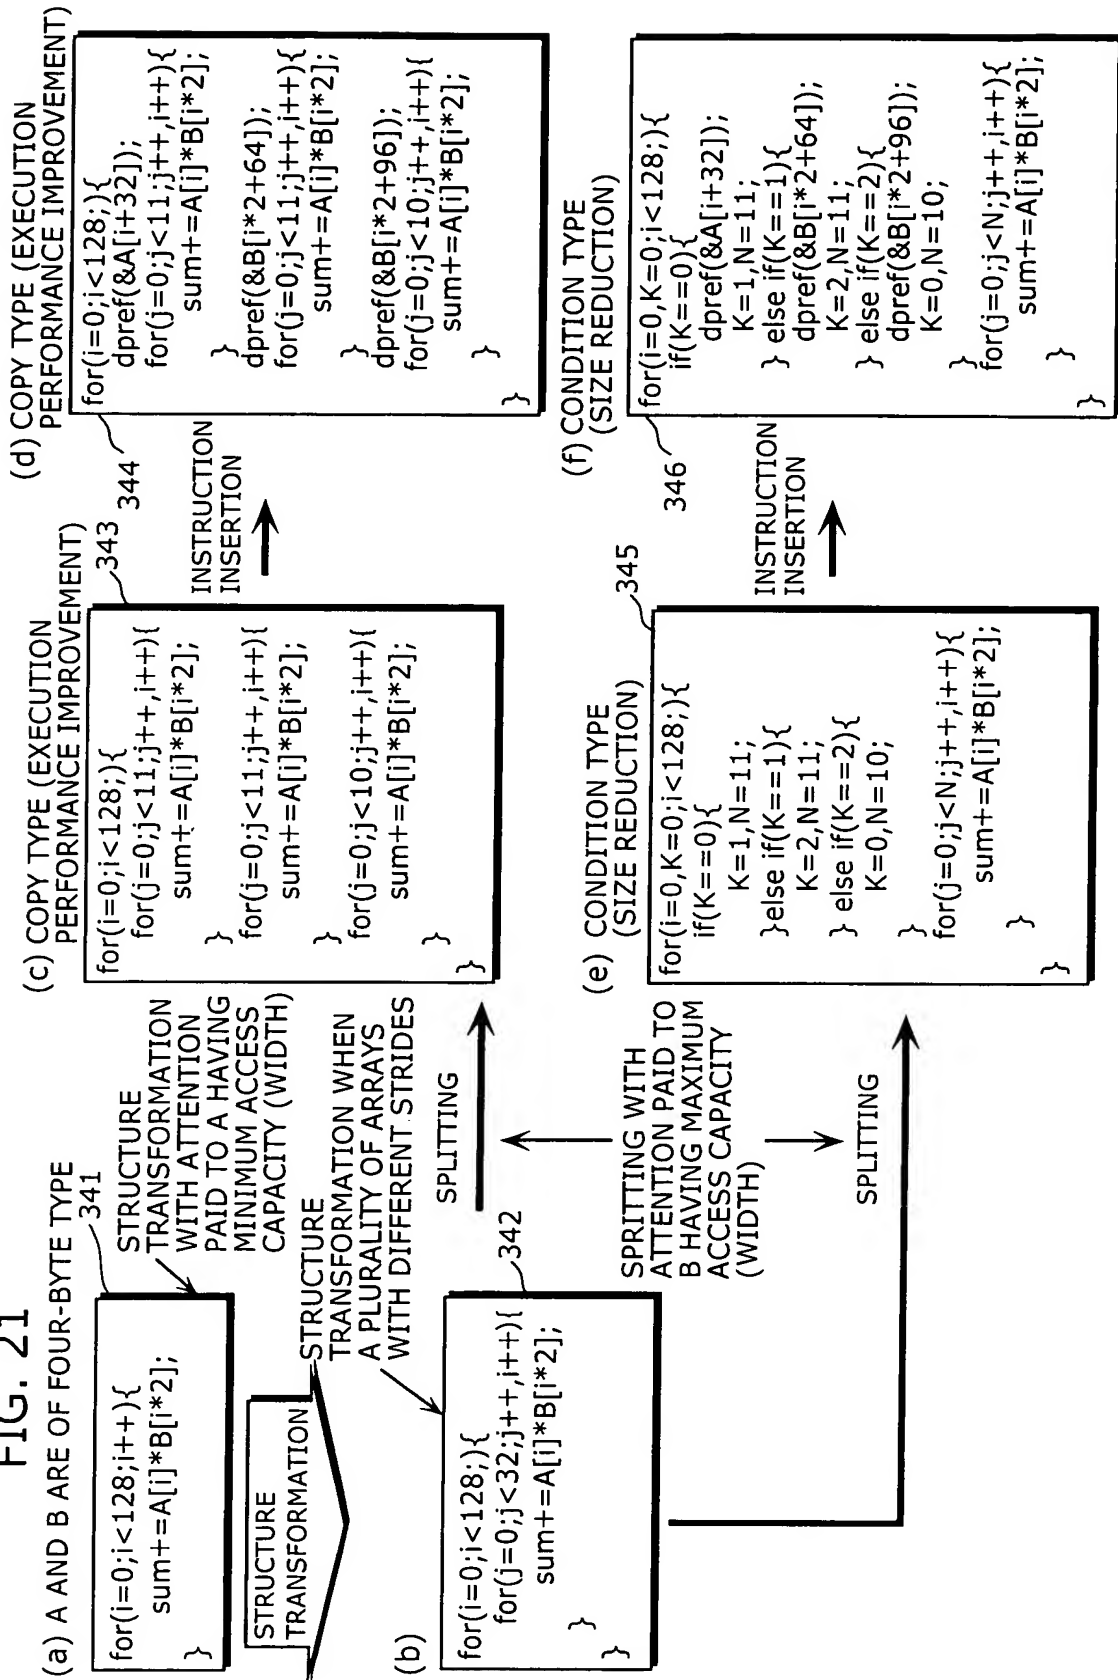 FIG. 21
(a) A AND B ARE OF FOUR-BYTE TYPE
341
for(i=0;i<128;i++){
sum+=A[i]*B[i*2];
}
STRUCTURE
TRANSFORMATION
WITH ATTENTION
PAID TO A HAVING
MINIMUM ACCESS
CAPACITY (WIDTH)
STRUCTURE
TRANSFORMATION
STRUCTURE
TRANSFORMATION WHEN
A PLURALITY OF ARRAYS
WITH DIFFERENT STRIDES
(b)
342
for(i=0;i<128;){
for(j=0;j<32;j++,i++){
sum+=A[i]*B[i*2];
}
}
SPLITTING
SPRITTING WITH
ATTENTION PAID TO
B HAVING MAXIMUM
ACCESS CAPACITY
(WIDTH)
SPLITTING
(c) COPY TYPE (EXECUTION
PERFORMANCE IMPROVEMENT)
343
for(i=0;i<128;){
for(j=0;j<11;j++,i++){
sum+=A[i]*B[i*2];
}
for(j=0;j<11;j++,i++){
sum+=A[i]*B[i*2];
}
for(j=0;j<10;j++,i++){
sum+=A[i]*B[i*2];
}
}
INSTRUCTION
INSERTION
(d) COPY TYPE (EXECUTION
PERFORMANCE IMPROVEMENT)
344
for(i=0;i<128;){
dpref(&A[i+32]);
for(j=0;j<11;j++,i++){
sum+=A[i]*B[i*2];
}
dpref(&B[i*2+64]);
for(j=0;j<11;j++,i++){
sum+=A[i]*B[i*2];
}
dpref(&B[i*2+96]);
for(j=0;j<10;j++,i++){
sum+=A[i]*B[i*2];
}
}
(e) CONDITION TYPE
(SIZE REDUCTION)
345
for(i=0,K=0;i<128;){
if(K==0){
K=1,N=11;
} else if(K==1){
K=2,N=11;
} else if(K==2){
K=0,N=10;
}
for(j=0;j<N;j++,i++){
sum+=A[i]*B[i*2];
}
}
INSTRUCTION
INSERTION
(f) CONDITION TYPE
(SIZE REDUCTION)
346
for(i=0,K=0;i<128;){
if(K==0){
dpref(&A[i+32]);
K=1,N=11;
} else if(K==1){
dpref(&B[i*2+64]);
K=2,N=11;
} else if(K==2){
dpref(&B[i*2+96]);
K=0,N=10;
}
for(j=0;j<N;j++,i++){
sum+=A[i]*B[i*2];
}
}